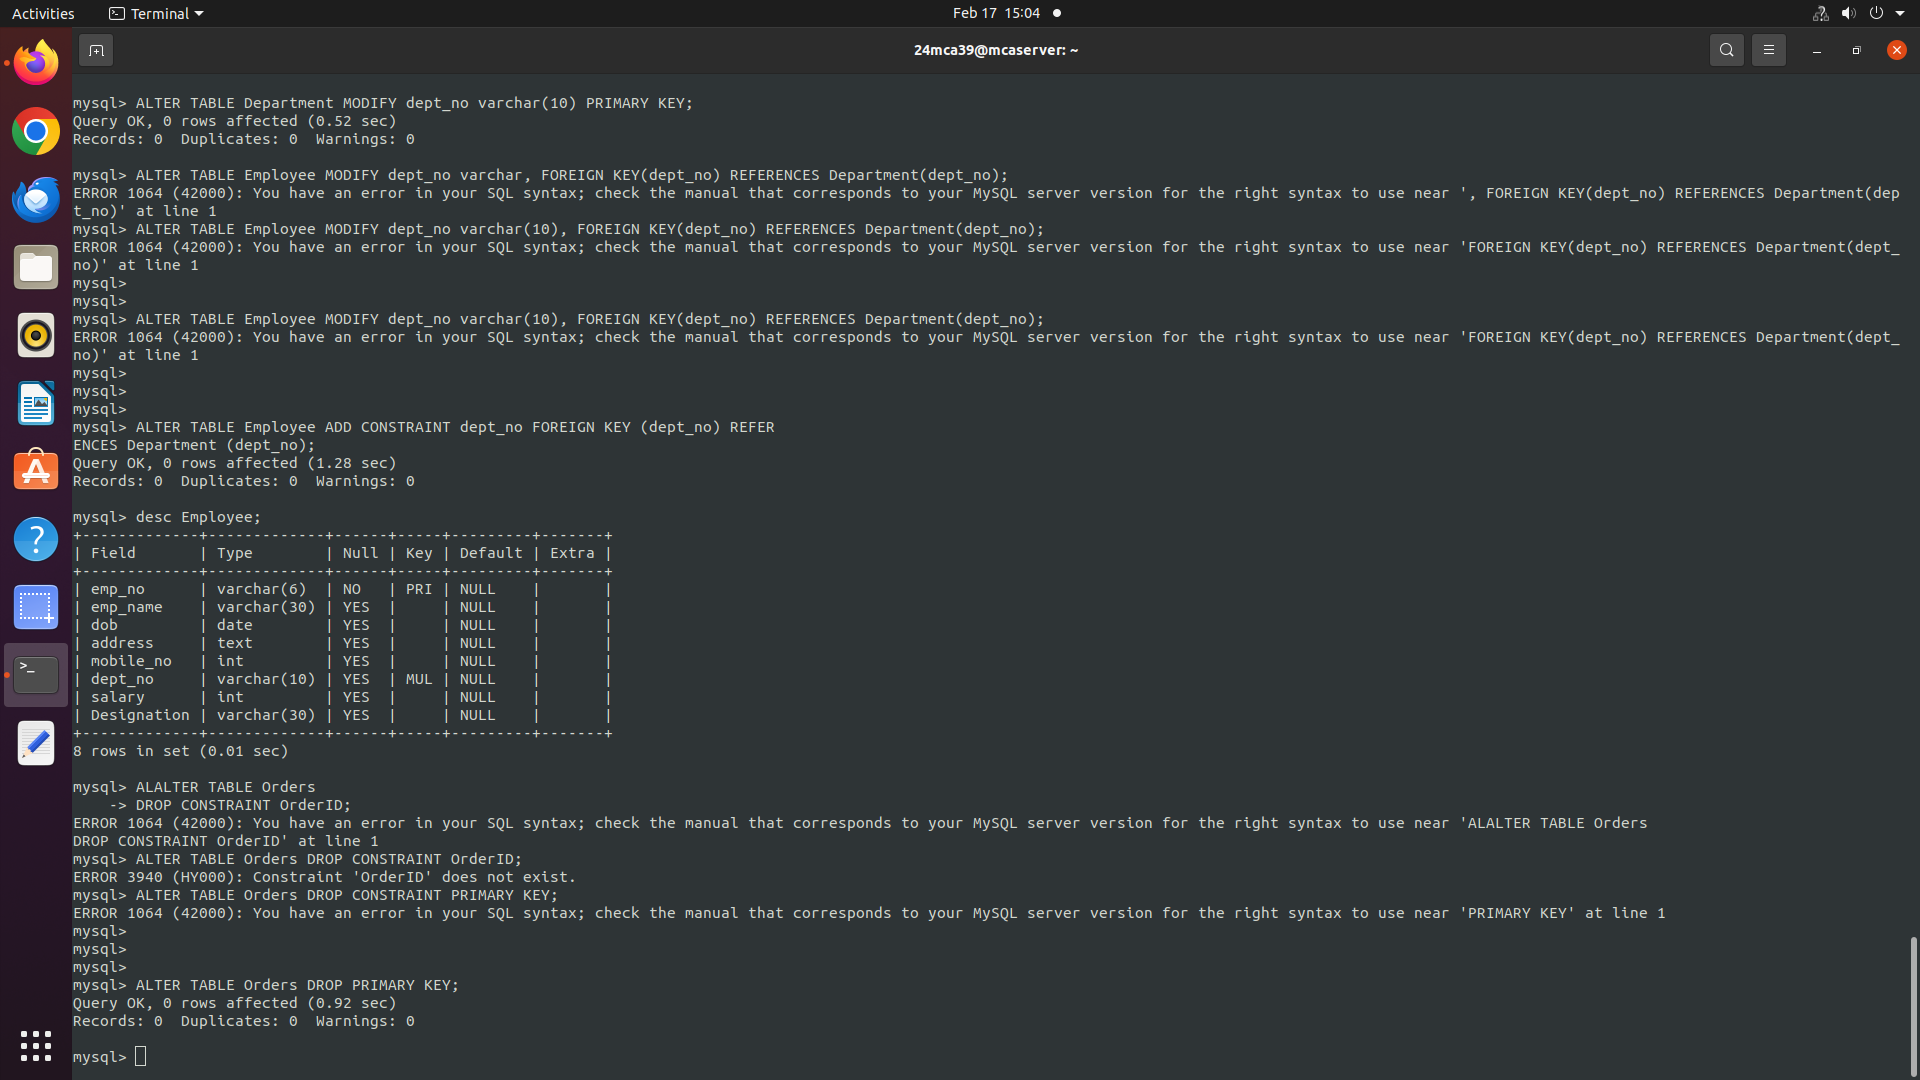 Activities
Terminal
Feb 17 15:04
24mca39@mcaserver: ~
mysql> ALTER TABLE Department MODIFY dept_no varchar(10) PRIMARY KEY;
Query OK, 0 rows affected (0.52 sec)
Records: 0  Duplicates: 0  Warnings: 0
mysql> ALTER TABLE Employee MODIFY dept_no varchar, FOREIGN KEY(dept_no) REFERENCES Department(dept_no);
ERROR 1064 (42000): You have an error in your SQL syntax; check the manual that corresponds to your MySQL server version for the right syntax to use near ', FOREIGN KEY(dept_no) REFERENCES Department(dep
t_no)' at line 1
mysql> ALTER TABLE Employee MODIFY dept_no varchar(10), FOREIGN KEY(dept_no) REFERENCES Department(dept_no);
ERROR 1064 (42000): You have an error in your SQL syntax; check the manual that corresponds to your MySQL server version for the right syntax to use near 'FOREIGN KEY(dept_no) REFERENCES Department(dept_
no)' at line 1
mysql>
mysql>
mysql> ALTER TABLE Employee MODIFY dept_no varchar(10), FOREIGN KEY(dept_no) REFERENCES Department(dept_no);
ERROR 1064 (42000): You have an error in your SQL syntax; check the manual that corresponds to your MySQL server version for the right syntax to use near 'FOREIGN KEY(dept_no) REFERENCES Department(dept_
no)' at line 1
mysql>
mysql>
mysql>
mysql> ALTER TABLE Employee ADD CONSTRAINT dept_no FOREIGN KEY (dept_no) REFER
ENCES Department (dept_no);
Query OK, 0 rows affected (1.28 sec)
Records: 0  Duplicates: 0  Warnings: 0
mysql> desc Employee;
+-------------+-------------+------+-----+---------+-------+
| Field       | Type        | Null | Key | Default | Extra |
+-------------+-------------+------+-----+---------+-------+
| emp_no      | varchar(6)  | NO   | PRI | NULL    |       |
| emp_name    | varchar(30) | YES  |     | NULL    |       |
| dob         | date        | YES  |     | NULL    |       |
| address     | text        | YES  |     | NULL    |       |
| mobile_no   | int         | YES  |     | NULL    |       |
| dept_no     | varchar(10) | YES  | MUL | NULL    |       |
| salary      | int         | YES  |     | NULL    |       |
| Designation | varchar(30) | YES  |     | NULL    |       |
+-------------+-------------+------+-----+---------+-------+
8 rows in set (0.01 sec)
mysql> ALALTER TABLE Orders
    -> DROP CONSTRAINT OrderID;
ERROR 1064 (42000): You have an error in your SQL syntax; check the manual that corresponds to your MySQL server version for the right syntax to use near 'ALALTER TABLE Orders
DROP CONSTRAINT OrderID' at line 1
mysql> ALTER TABLE Orders DROP CONSTRAINT OrderID;
ERROR 3940 (HY000): Constraint 'OrderID' does not exist.
mysql> ALTER TABLE Orders DROP CONSTRAINT PRIMARY KEY;
ERROR 1064 (42000): You have an error in your SQL syntax; check the manual that corresponds to your MySQL server version for the right syntax to use near 'PRIMARY KEY' at line 1
mysql>
mysql>
mysql>
mysql> ALTER TABLE Orders DROP PRIMARY KEY;
Query OK, 0 rows affected (0.92 sec)
Records: 0  Duplicates: 0  Warnings: 0
mysql>